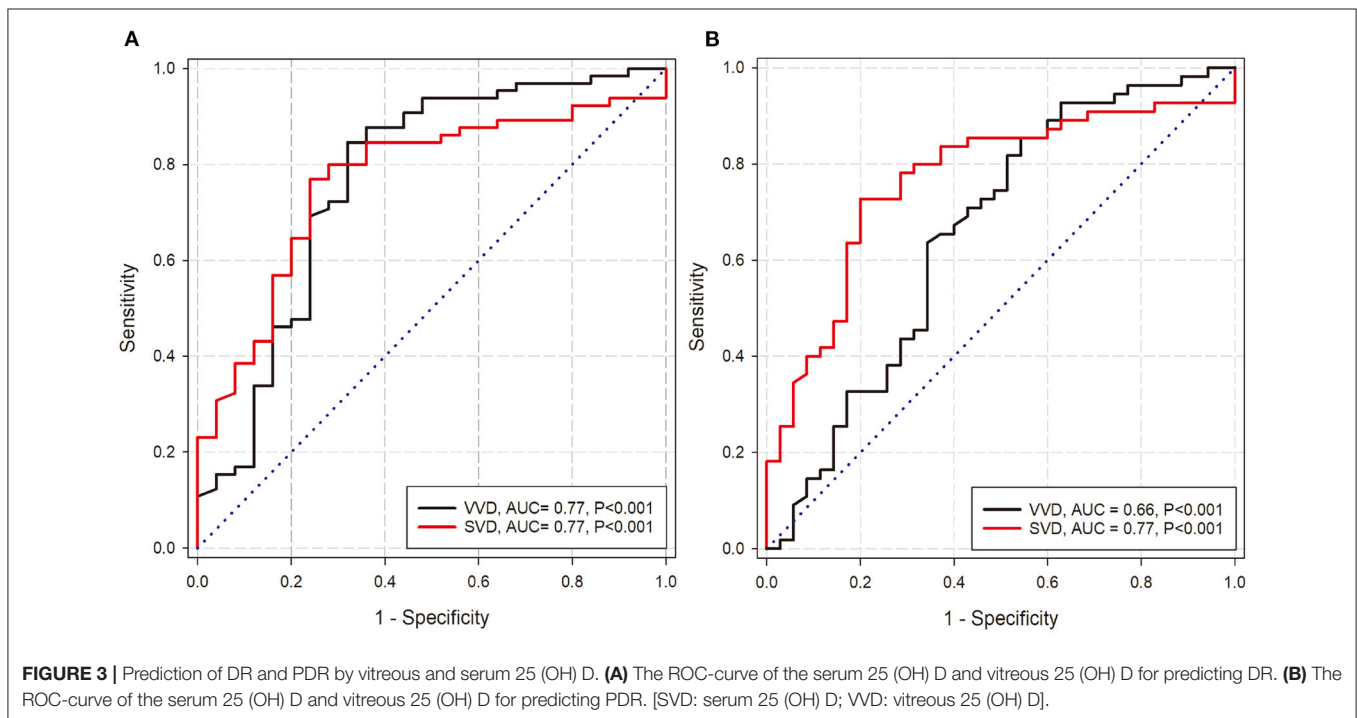 A
1.0
0.8
0.6
0.4
0.2
0.0
Sensitivity
VVD, AUC= 0.77, P<0.001
SVD, AUC= 0.77, P<0.001
0.0 0.2 0.4 0.6 0.8 1.0
1 - Specificity
B
1.0
0.8
0.6
0.4
0.2
0.0
Sensitivity
VVD, AUC = 0.66, P<0.001
SVD, AUC = 0.77, P<0.001
0.0 0.2 0.4 0.6 0.8 1.0
1 - Specificity
FIGURE 3 | Prediction of DR and PDR by vitreous and serum 25 (OH) D. (A) The ROC-curve of the serum 25 (OH) D and vitreous 25 (OH) D for predicting DR. (B) The
ROC-curve of the serum 25 (OH) D and vitreous 25 (OH) D for predicting PDR. [SVD: serum 25 (OH) D; VVD: vitreous 25 (OH) D].